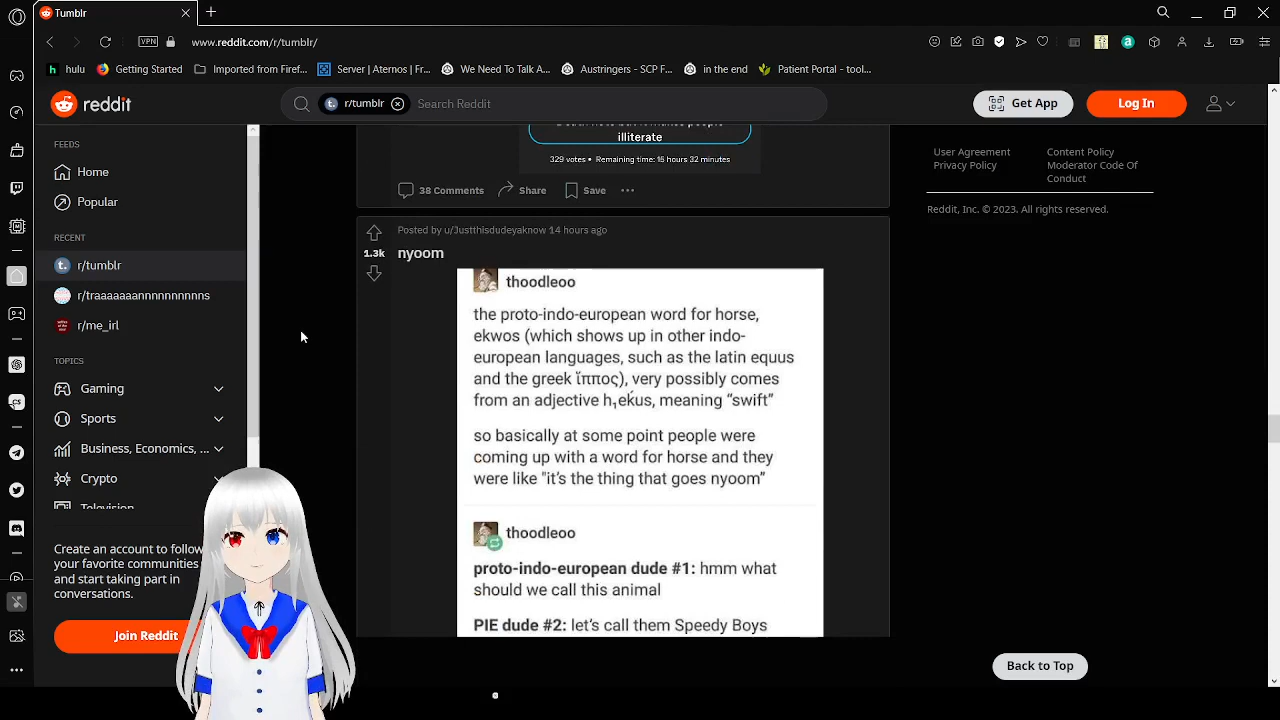 Tumblr
VPN
www.reddit.com/r/tumblr/
hulu
Getting Started
Imported from Firef...
Server | Aternos | Fr...
We Need To Talk A...
Austringers - SCP F...
in the end
Patient Portal - tool...
reddit
r/tumblr
Search Reddit
Get App
Log In
FEEDS
Home
Popular
RECENT
r/tumblr
r/traaaaaaannnnnnnnns
r/me_irl
TOPICS
Gaming
Sports
Business, Economics, ...
Crypto
Television
Create an account to follow
your favorite communities
and start taking part in
conversations.
Join Reddit
illiterate
329 votes • Remaining time: 15 hours 32 minutes
38 Comments
Share
Save
Posted by u/Justthisdudeyaknow 14 hours ago
1.3k
nyoom
thoodleoo
the proto-indo-european word for horse,
ekwos (which shows up in other indo-
european languages, such as the latin equus
and the greek ἵππος), very possibly comes
from an adjective h₁eḱus, meaning “swift”
so basically at some point people were
coming up with a word for horse and they
were like "it’s the thing that goes nyoom”
thoodleoo
proto-indo-european dude #1: hmm what
should we call this animal
PIE dude #2: let’s call them Speedy Boys
User Agreement
Privacy Policy
Content Policy
Moderator Code Of
Conduct
Reddit, Inc. © 2023. All rights reserved.
Back to Top